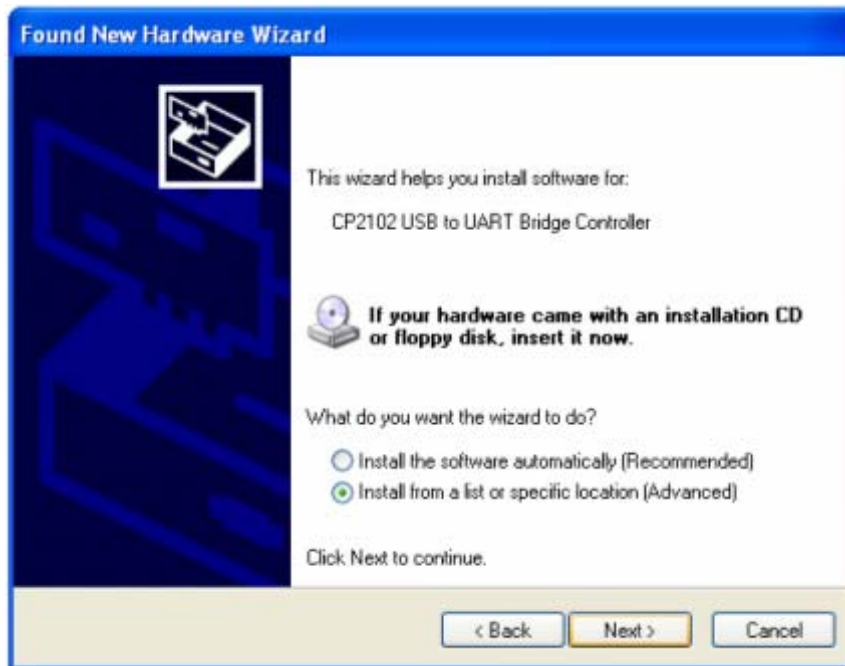 Found New Hardware Wizard
This wizard helps you install software for:
CP2102 USB to UART Bridge Controller
If your hardware came with an installation CD
or floppy disk, insert it now.
What do you want the wizard to do?
Install the software automatically (Recommended)
Install from a list or specific location (Advanced)
Click Next to continue.
< Back Next > Cancel